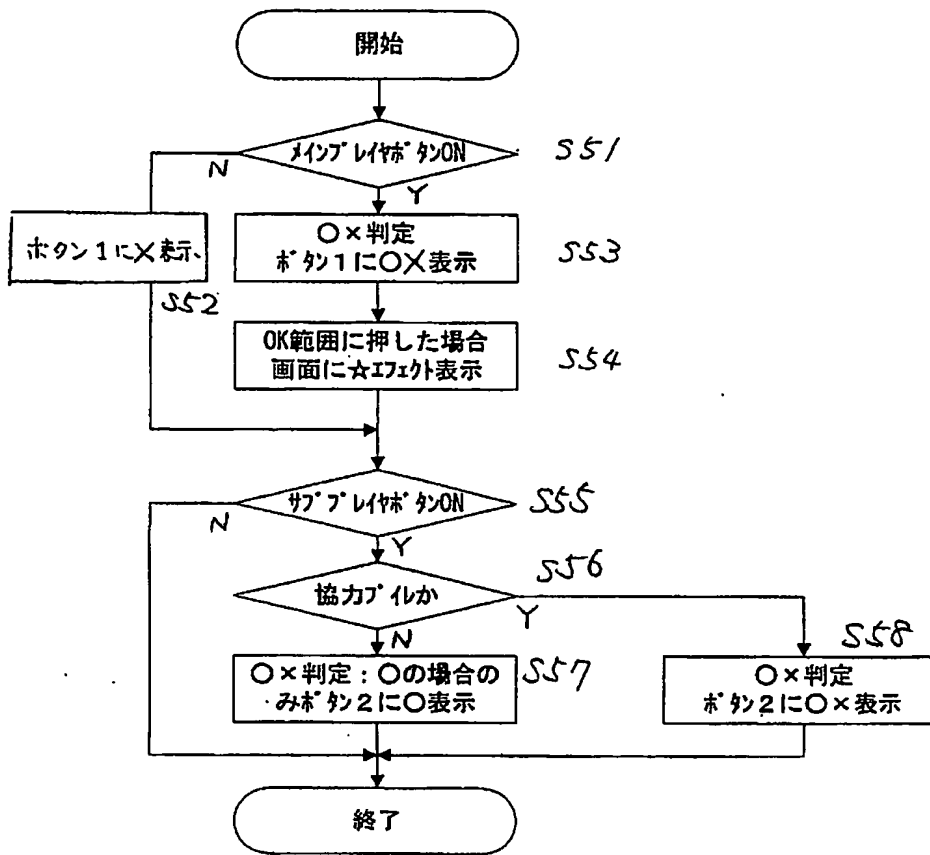 開始
メインプレイヤボタンON
S51
N
Y
ボタン1に×表示
S52
○×判定
ボタン1に○×表示
S53
OK範囲に押した場合
画面に☆エフェクト表示
S54
サブプレイヤボタンON
S55
N
Y
協力プイレか
S56
Y
N
○×判定:○の場合の
みボタン2に○表示
S57
S58
○×判定
ボタン2に○×表示
終了